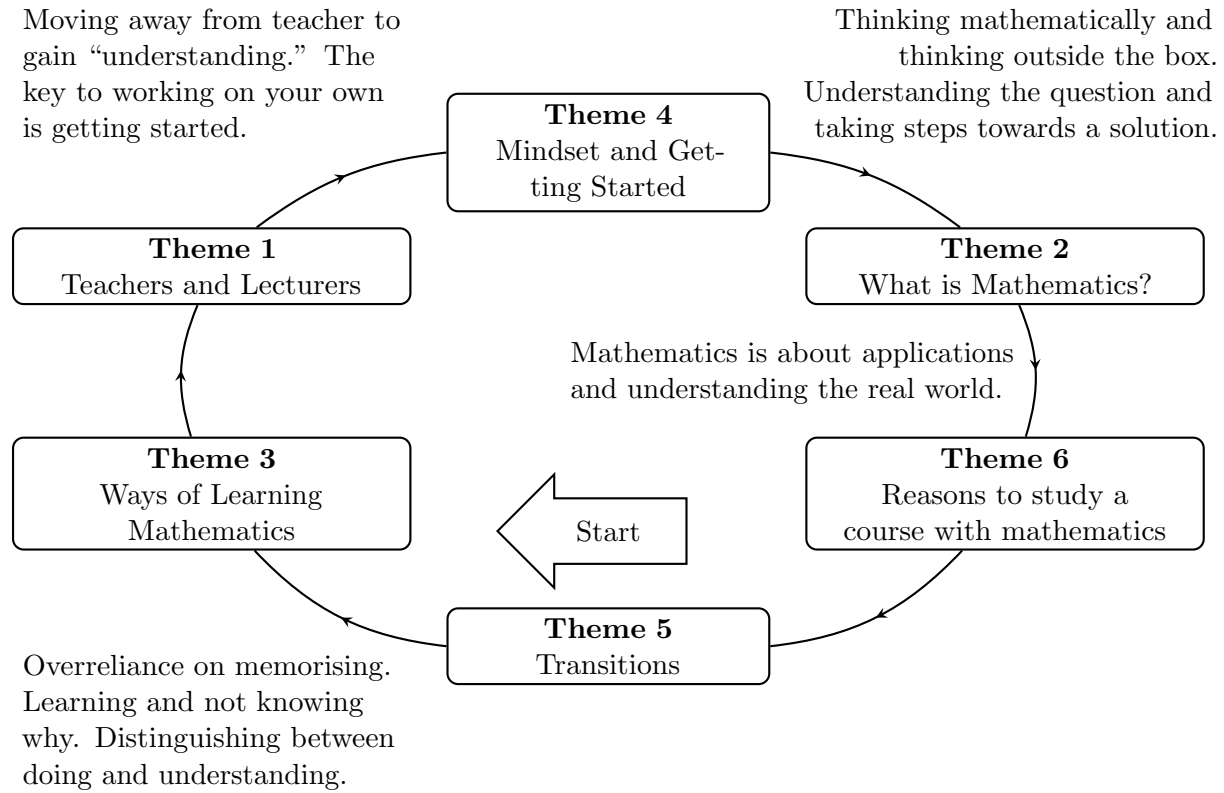 Moving away from teacher to
gain “understanding.” The
key to working on your own
is getting started.
Thinking mathematically and
thinking outside the box.
Understanding the question and
taking steps towards a solution.
Theme 4
Mindset and Get-
ting Started
Theme 1
Teachers and Lecturers
Theme 2
What is Mathematics?
Mathematics is about applications
and understanding the real world.
Theme 3
Ways of Learning
Mathematics
Start
Theme 6
Reasons to study a
course with mathematics
Theme 5
Transitions
Overreliance on memorising.
Learning and not knowing
why. Distinguishing between
doing and understanding.